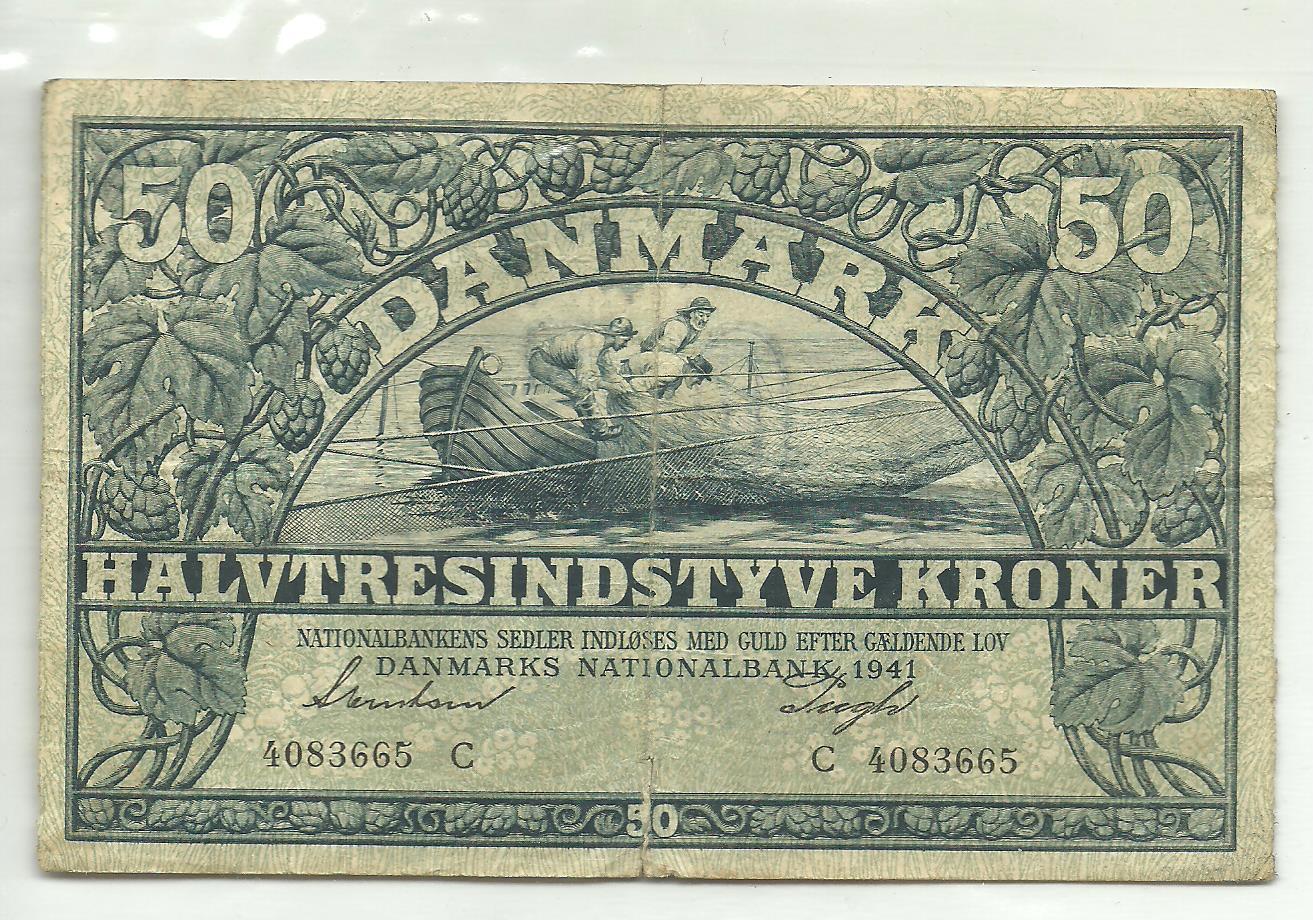 50 50
DANMARK
HALVTRESINDSTYVE KRONER
NATIONALBANKENS SEDLER INDLØSES MED GULD EFTER GÆLDENDE LOV
DANMARKS NATIONALBANK, 1941
Svendsen
4083665 C C 4083665
50